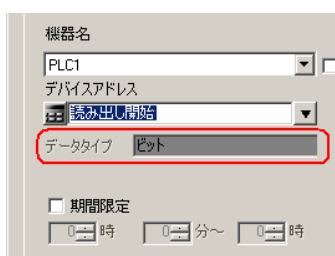 機器名
PLC1
デバイスアドレス
読み出し開始
データタイプ ビット
期間限定
0 時 0 分～ 0 時